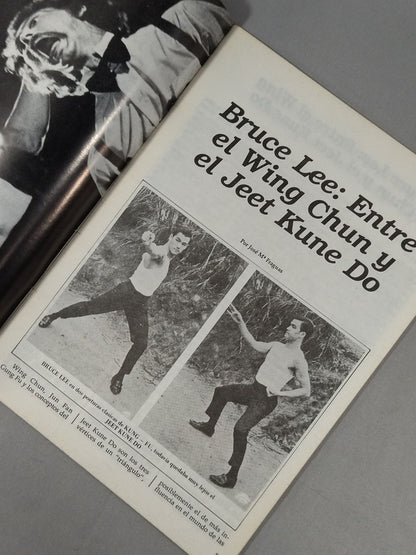 Bruce Lee: Entre
el Wing Chun y
el Jeet Kune Do
Por José Mª Fraguas
BRUCE LEE en dos posturas clásicas de KUNG FU, todavía quedaba muy lejos el
JEET KUNE DO
Wing Chun, Jun Fan
Gung Fu y los conceptos del
Jeet Kune Do son los tres
vértices de un "triángulo",
posiblemente el de más in-
fluencia en el mundo de las